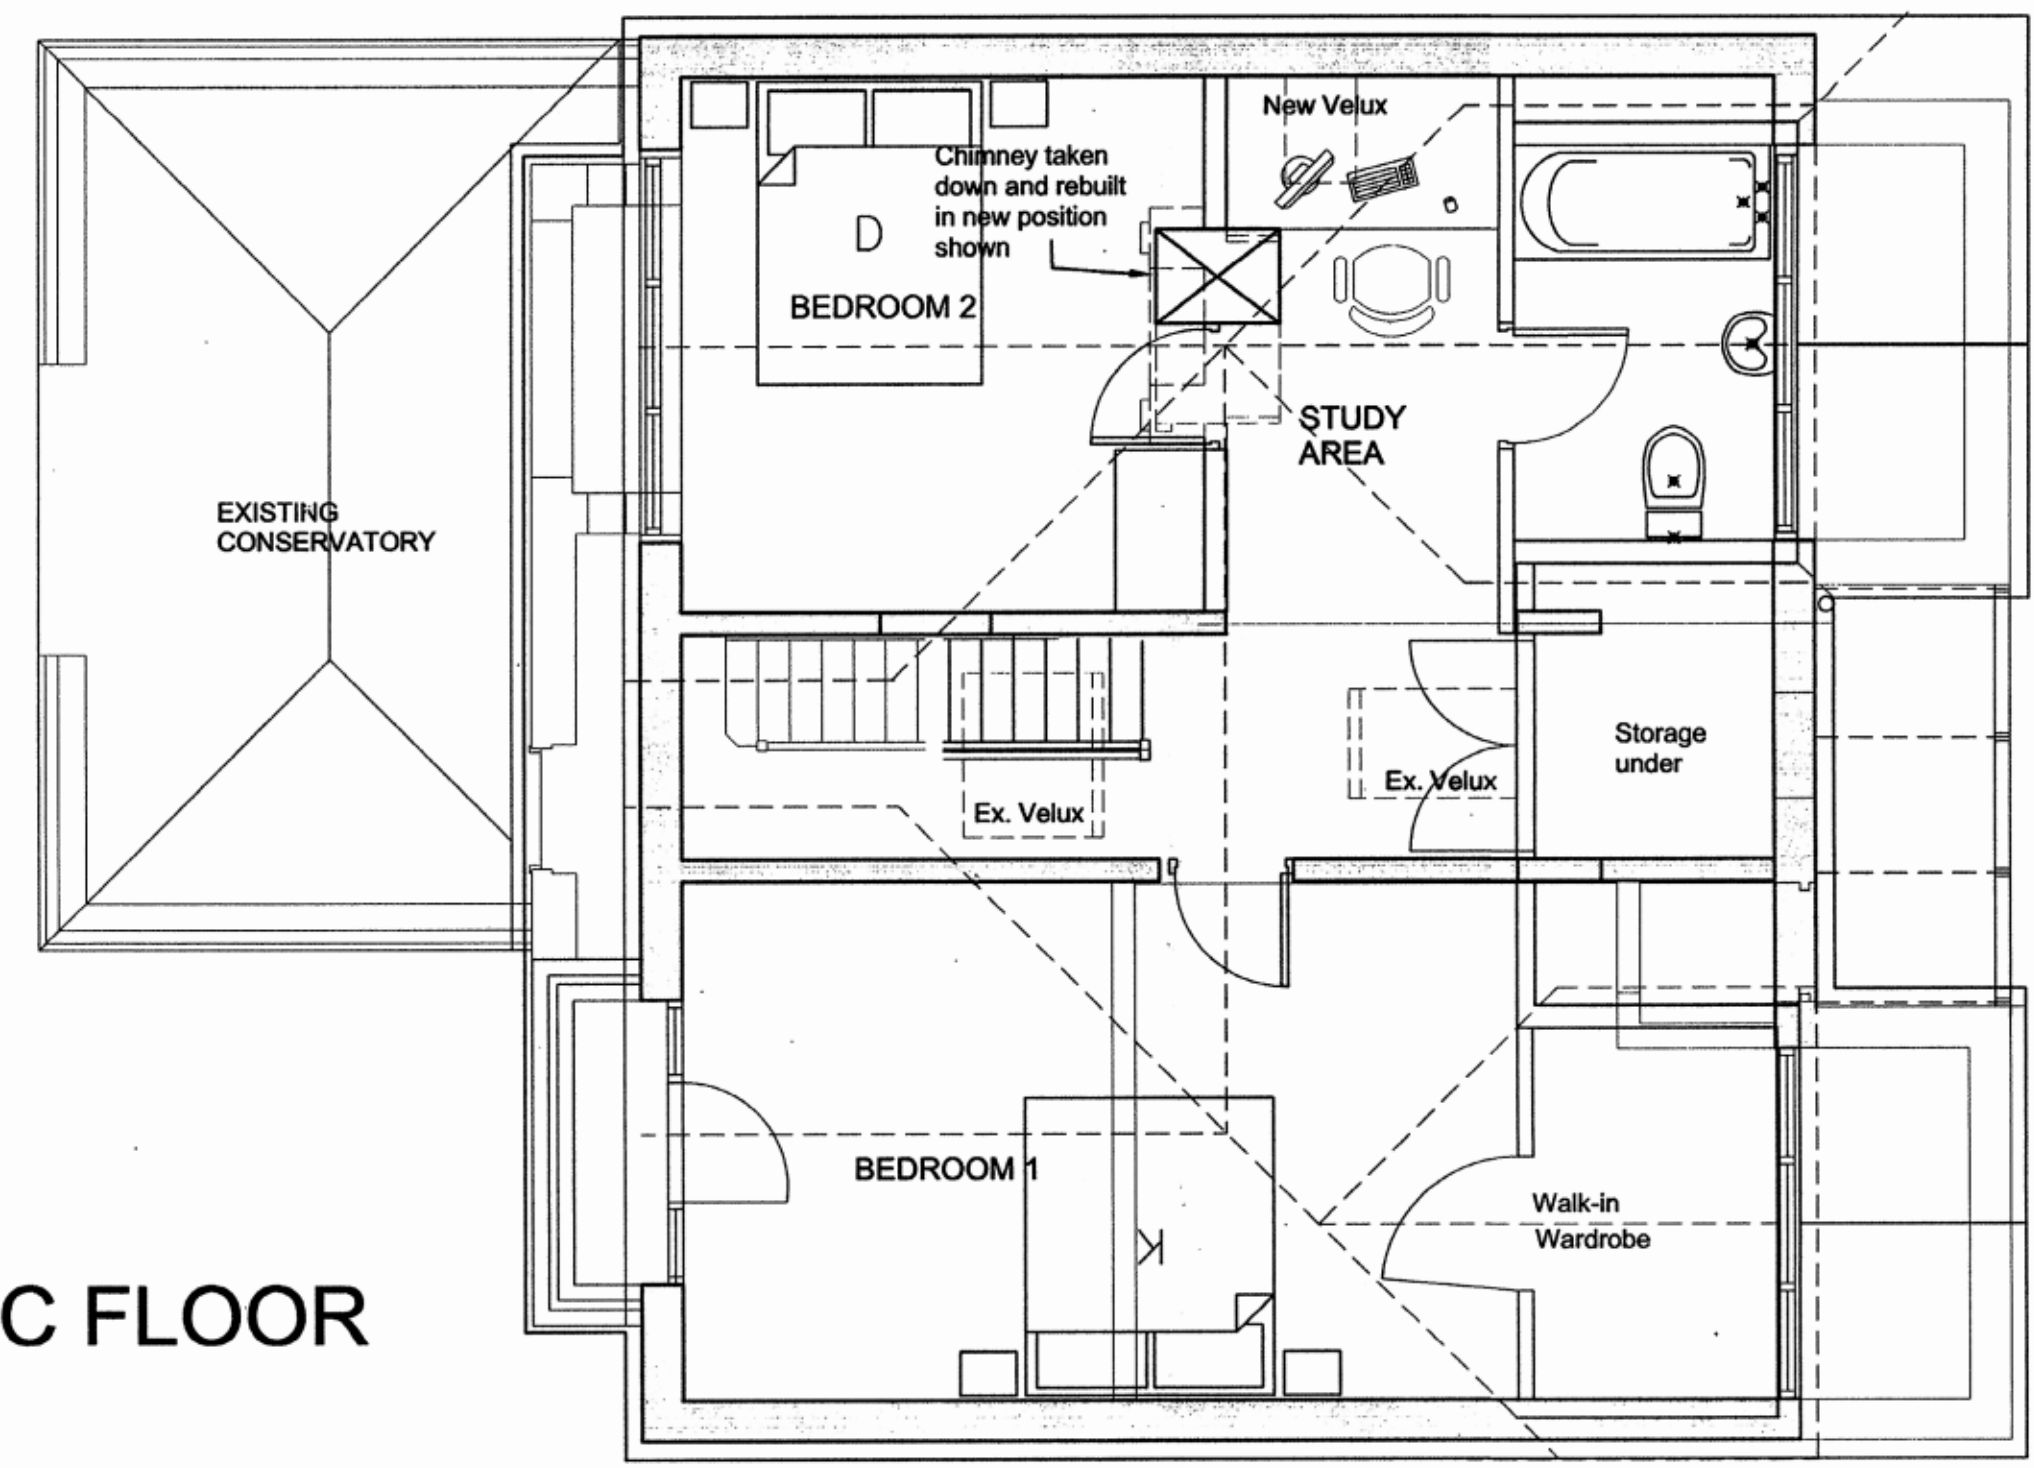 New Velux
Chimney taken
down and rebuilt
in new position
shown
D
BEDROOM 2
STUDY
AREA
EXISTING
CONSERVATORY
Storage
under
Ex. Velux
Ex. Velux
BEDROOM 1
K
Walk-in
Wardrobe
C FLOOR